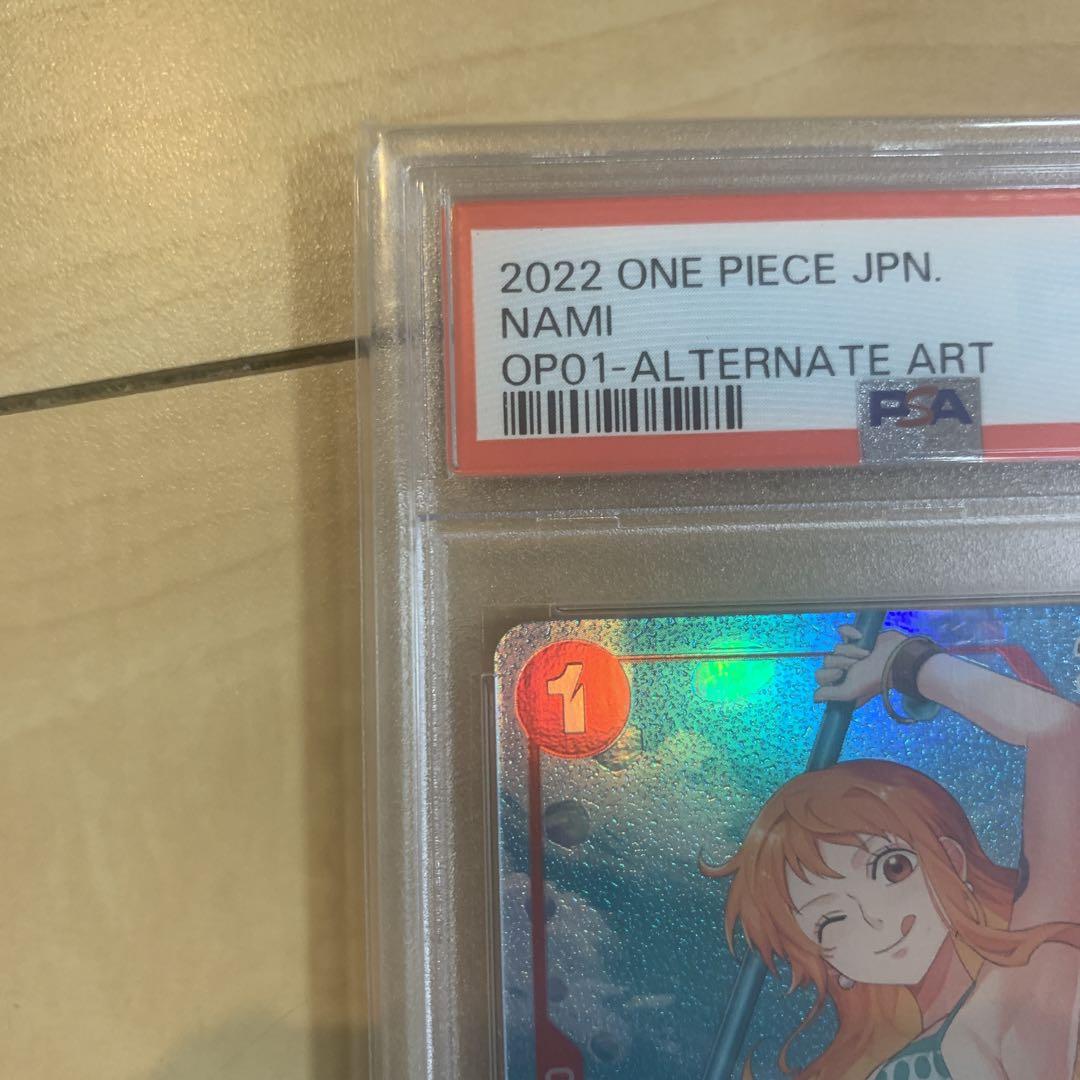 2022 ONE PIECE JPN.
NAMI
OP01-ALTERNATE ART
PSA
1